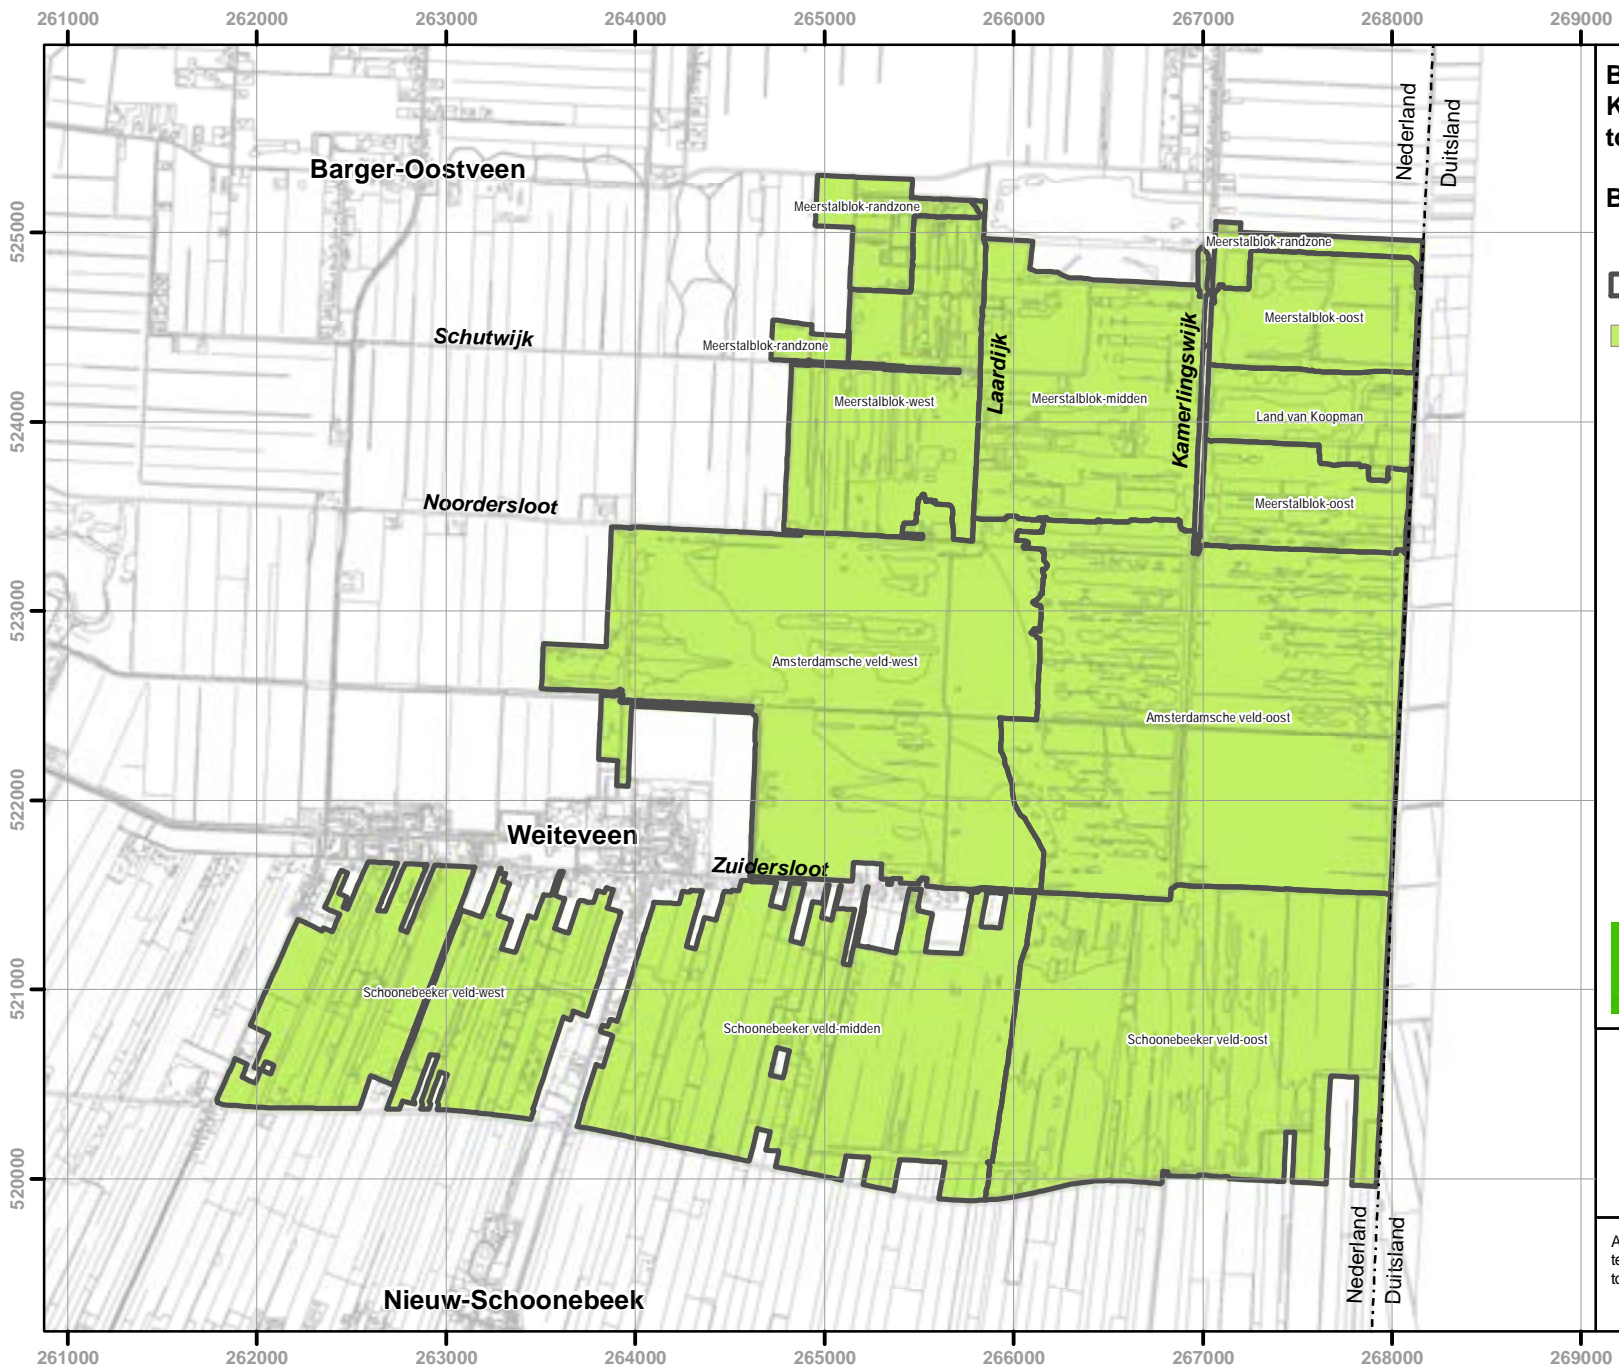 261000 262000 263000 264000 265000 266000 267000 268000 269000
B
K
to
B
Nederland
Duitsland
Barger-Oostveen
Meerstalblok-randzone
525000
Meerstalblok-randzone
Meerstalblok-oost
Schutwijk
Meerstalblok-randzone
Laardijk
Kamerlingswijk
Meerstalblok-west
Meerstalblok-midden
524000
Land van Koopman
Noordersloot
Meerstalblok-oost
523000
Amsterdamsche veld-west
Amsterdamsche veld-oost
522000
Weiteveen
Zuidersloot
521000
Schoonebeeker veld-west
Schoonebeeker veld-midden
Schoonebeeker veld-oost
520000
Nederland
Duitsland
A
te
to
Nieuw-Schoonebeek
261000 262000 263000 264000 265000 266000 267000 268000 269000